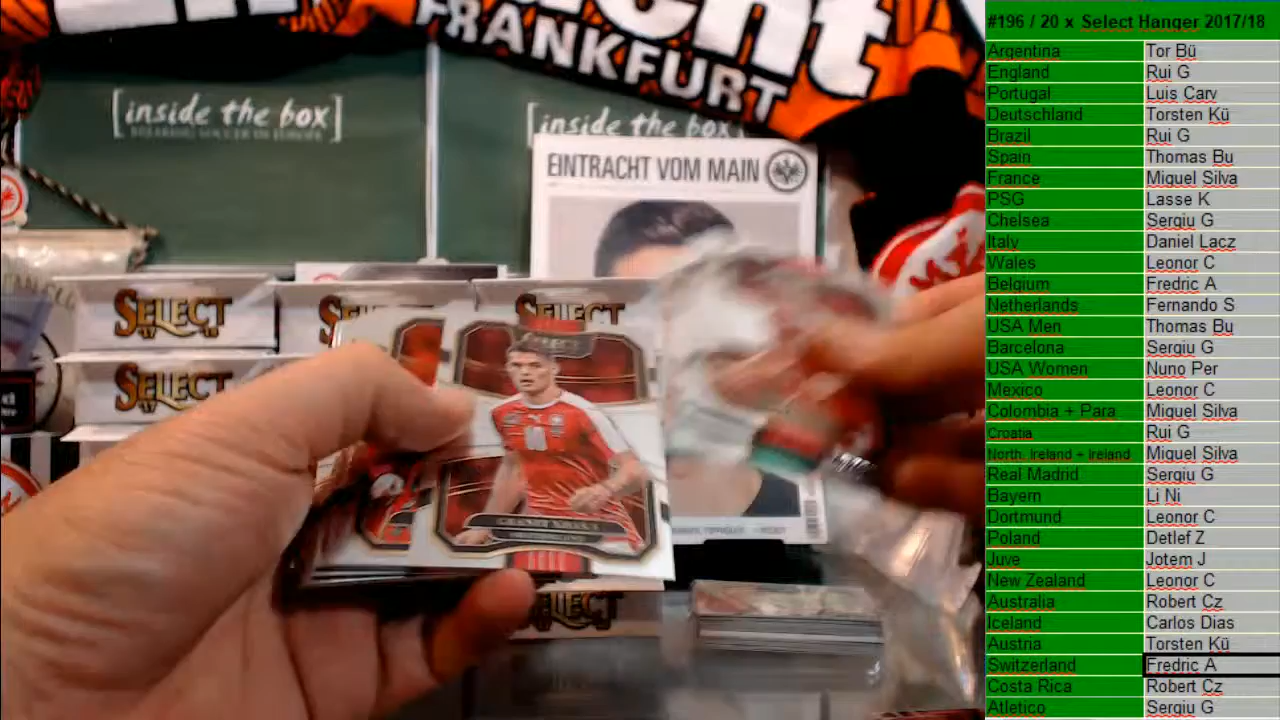 FRANKFURT
[inside the box]
BREAKING SOCCER IN EUROPE
[inside the box
EINTRACHT VOM MAIN
SELECT
SELECT
SELECT
SELECT
#196 / 20 x Select Hanger 2017/18
Argentina Tor Bü
England Rui G
Portugal Luis Carv
Deutschland Torsten Kü
Brazil Rui G
Spain Thomas Bu
France Miguel Silva
PSG Lasse K
Chelsea Sergiu G
Italy Daniel Lacz
Wales Leonor C
Belgium Fredric A
Netherlands Fernando S
USA Men Thomas Bu
Barcelona Sergiu G
USA Women Nuno Per
Mexico Leonor C
Colombia + Para Miguel Silva
Croatia Rui G
North. Ireland + Ireland Miguel Silva
Real Madrid Sergiu G
Bayern Li Ni
Dortmund Leonor C
Poland Detlef Z
Juve Jotem J
New Zealand Leonor C
Australia Robert Cz
Iceland Carlos Dias
Austria Torsten Kü
Switzerland Fredric A
Costa Rica Robert Cz
Atletico Sergiu G